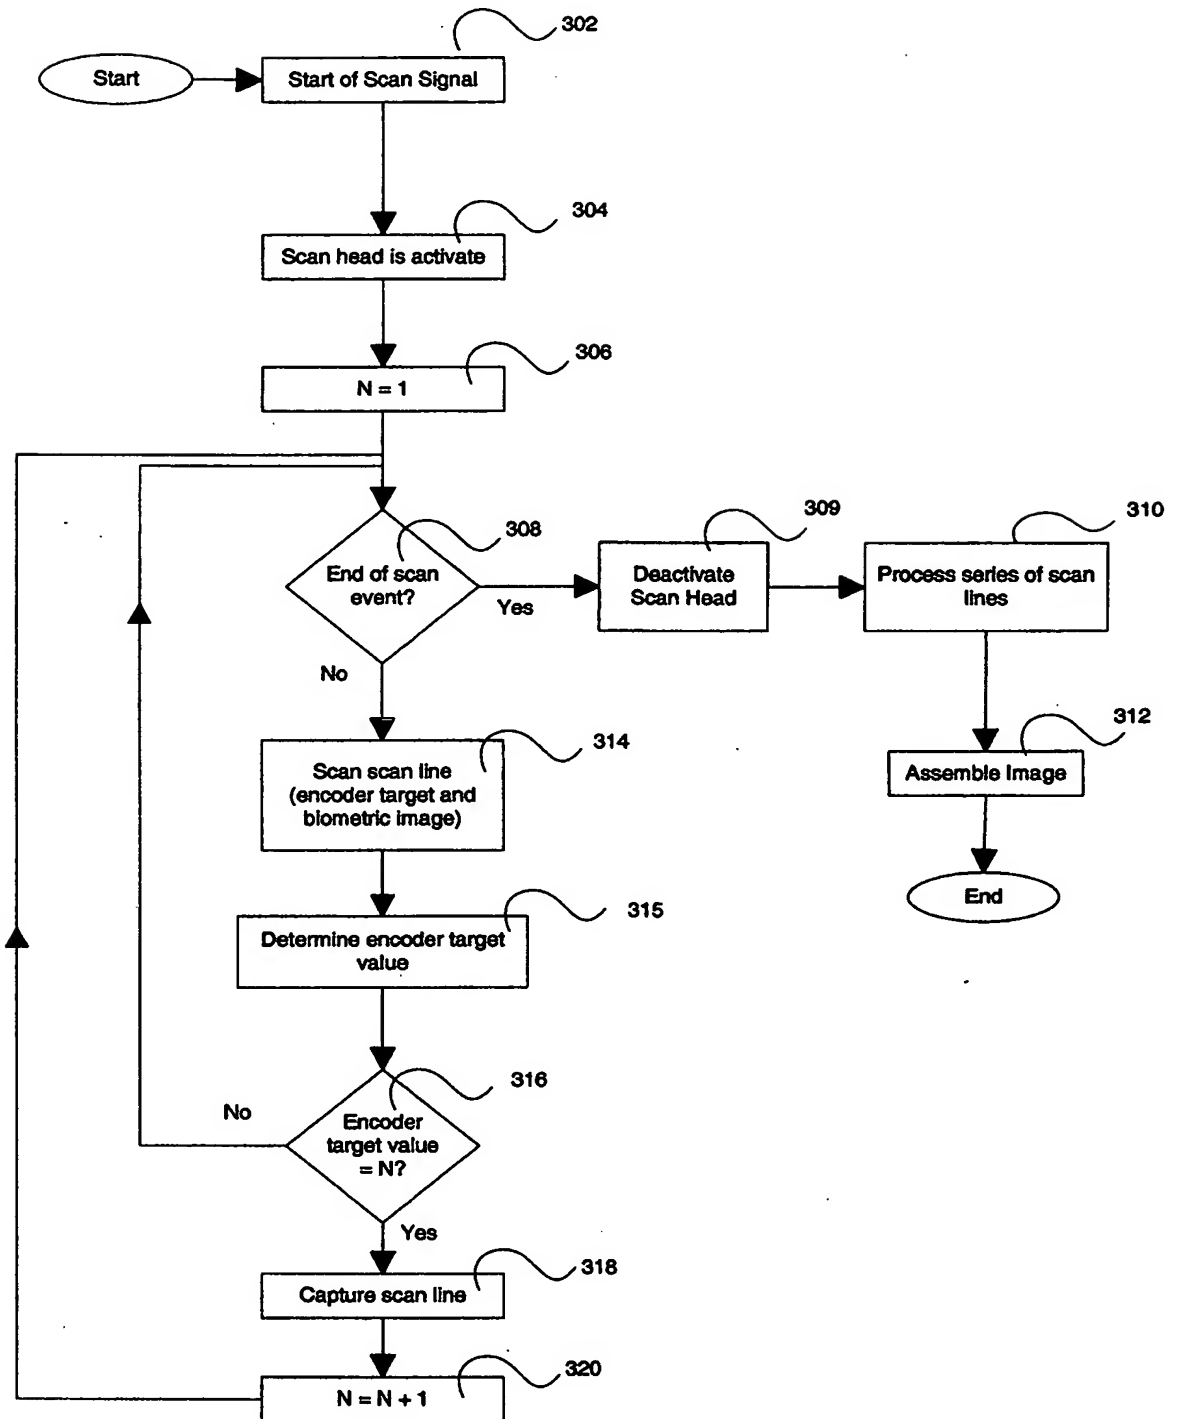 302
Start
Start of Scan Signal
304
Scan head is activate
306
N = 1
308
End of scan
event?
Yes
No
309
Deactivate
Scan Head
310
Process series of scan
lines
312
Assemble Image
End
314
Scan scan line
(encoder target and
biometric image)
315
Determine encoder target
value
316
Encoder
target value
= N?
No
Yes
318
Capture scan line
320
N = N + 1